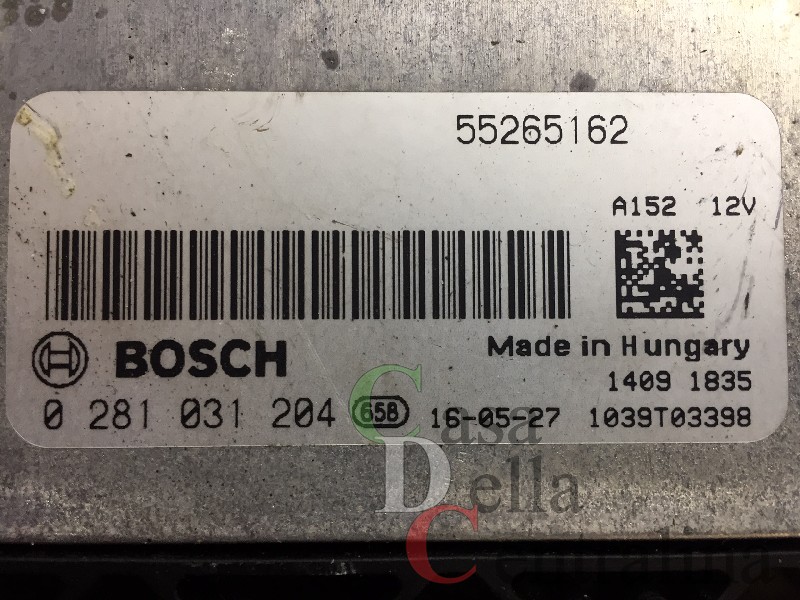 55265162
A152 12V
BOSCH
Made in Hungary
1409 1835
0 281 031 204 658 16-05-27 1039T03398
Casa
Della
Centralina